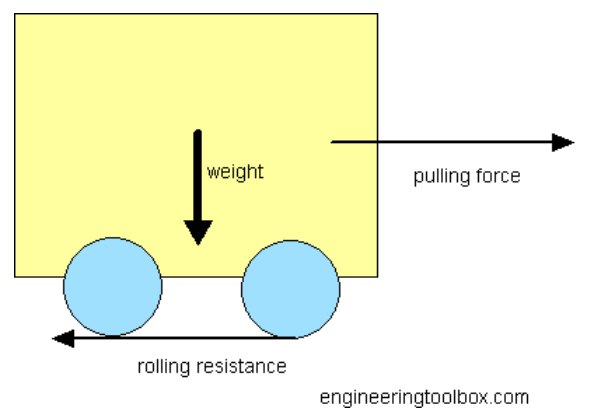 weight
pulling force
rolling resistance
engineeringtoolbox.com